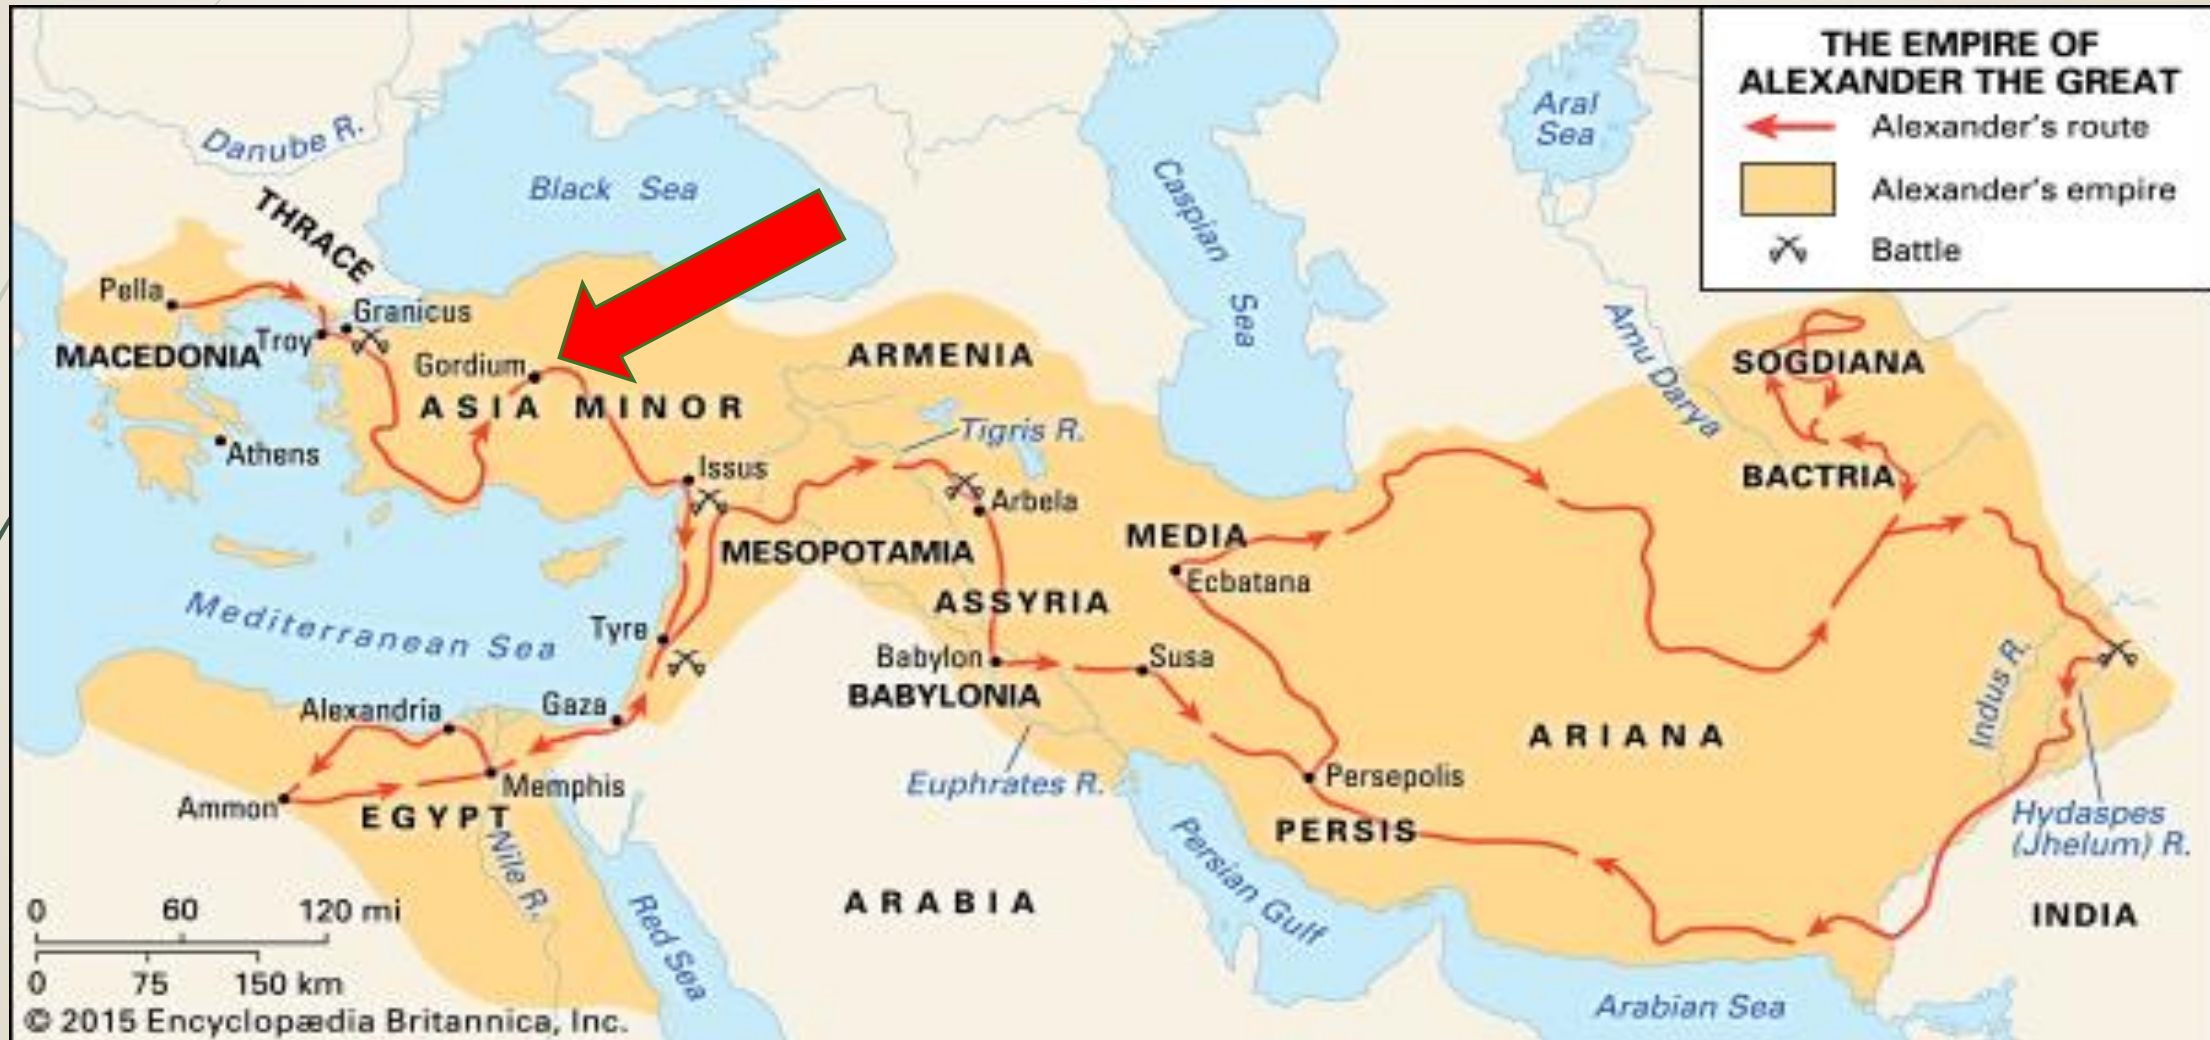 THE EMPIRE OF
ALEXANDER THE GREAT
Alexander's route
Alexander's empire
Battle
Aral
Sea
Danube R.
Black Sea
Caspian Sea
THRACE
Pella
Granicus
Troy
MACEDONIA
Gordium
ARMENIA
Amu Darya
SOGDIANA
ASIA MINOR
Tigris R.
Athens
Issus
BACTRIA
Arbela
MEDIA
MESOPOTAMIA
Ecbatana
ASSYRIA
Mediterranean Sea
Tyre
Babylon
Susa
BABYLONIA
Indus R.
Alexandria
Gaza
ARIANA
Euphrates R.
Persepolis
Memphis
Ammon
EGYPT
Hydaspes
(Jhelum) R.
Nile R.
PERSIS
Persian Gulf
ARABIA
INDIA
Red Sea
0 60 120 mi
0 75 150 km
Arabian Sea
© 2015 Encyclopædia Britannica, Inc.